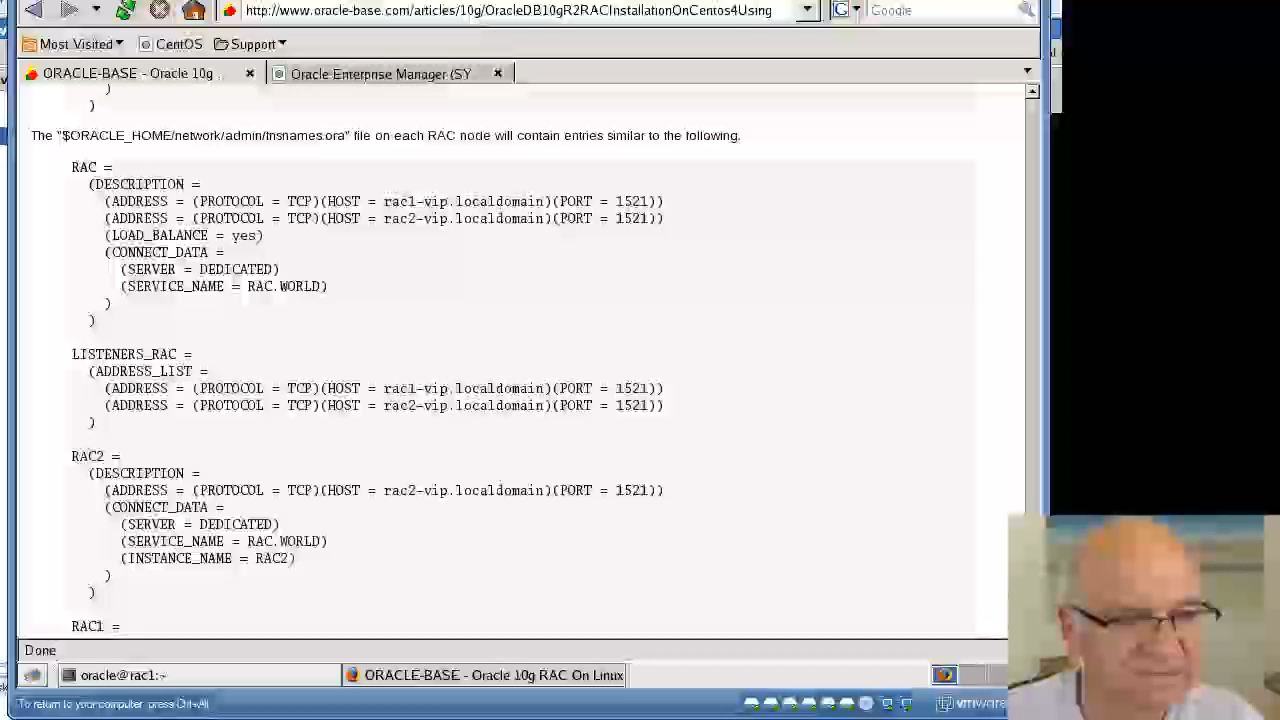 http://www.oracle-base.com/articles/10g/OracleDB10gR2RACInstallationOnCentos4Using
Google
Most Visited CentOS Support
ORACLE-BASE - Oracle 10g ... Oracle Enterprise Manager (SY
)
)
The "$ORACLE_HOME/network/admin/tnsnames.ora" file on each RAC node will contain entries similar to the following.
RAC =
(DESCRIPTION =
(ADDRESS = (PROTOCOL = TCP)(HOST = rac1-vip.localdomain)(PORT = 1521))
(ADDRESS = (PROTOCOL = TCP)(HOST = rac2-vip.localdomain)(PORT = 1521))
(LOAD_BALANCE = yes)
(CONNECT_DATA =
(SERVER = DEDICATED)
(SERVICE_NAME = RAC.WORLD)
)
)
LISTENERS_RAC =
(ADDRESS_LIST =
(ADDRESS = (PROTOCOL = TCP)(HOST = rac1-vip.localdomain)(PORT = 1521))
(ADDRESS = (PROTOCOL = TCP)(HOST = rac2-vip.localdomain)(PORT = 1521))
)
RAC2 =
(DESCRIPTION =
(ADDRESS = (PROTOCOL = TCP)(HOST = rac2-vip.localdomain)(PORT = 1521))
(CONNECT_DATA =
(SERVER = DEDICATED)
(SERVICE_NAME = RAC.WORLD)
(INSTANCE_NAME = RAC2)
)
)
RAC1 =
Done
oracle@rac1:~ ORACLE-BASE - Oracle 10g RAC On Linux
To return to your computer, press Ctrl+Alt vmware